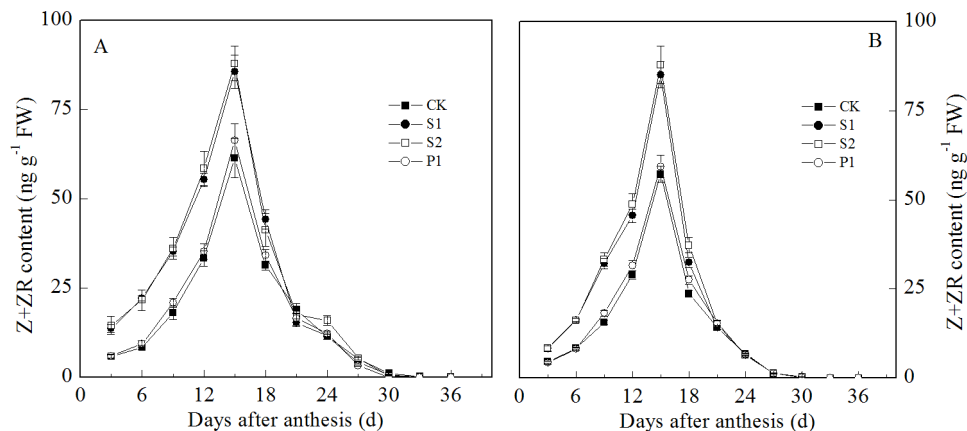 A
B
100
75
50
25
0
Z+ZR content (ng g⁻¹ FW)
CK
S1
S2
P1
0 6 12 18 24 30 36
Days after anthesis (d)
CK
S1
S2
P1
0 6 12 18 24 30 36
Days after anthesis (d)
100
75
50
25
0
Z+ZR content (ng g⁻¹ FW)